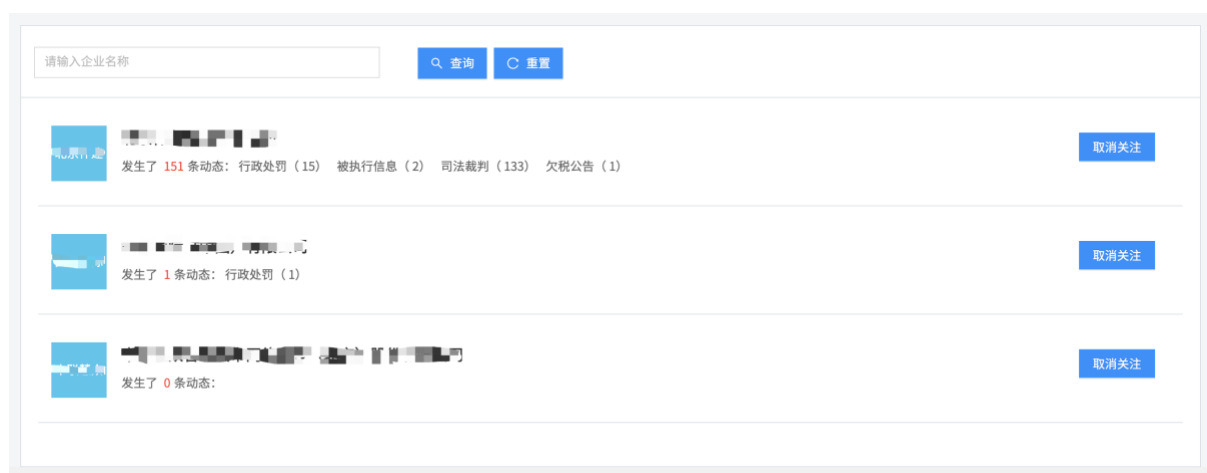 请输入企业名称
查询
重置
发生了 151 条动态：行政处罚（15） 被执行信息（2） 司法裁判（133） 欠税公告（1）
取消关注
发生了 1 条动态：行政处罚（1）
取消关注
发生了 0 条动态：
取消关注